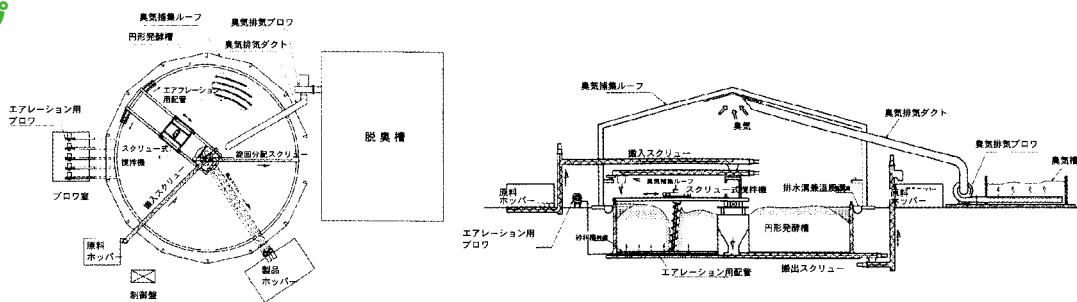 臭気捕集ルーフ
円形発酵槽
臭気排気ブロワ
臭気排気ダクト
エアレーション用
ブロワ
エアフレーション
用配管
スクリュー式
撹拌機
旋回分配スクリュー
脱臭槽
ブロワ室
搬入スクリュー
原料
ホッパー
制御盤
製品
ホッパー
臭気捕集ルーフ
臭気
臭気排気ダクト
臭気排気ブロワ
臭気槽
搬入スクリュー
臭気捕集ルーフ
スクリュー式撹拌機
原料
ホッパー
排水溝兼温
原料
ホッパー
エアレーション用
ブロワ
円形発酵槽
エアレーション用配管
搬出スクリュー